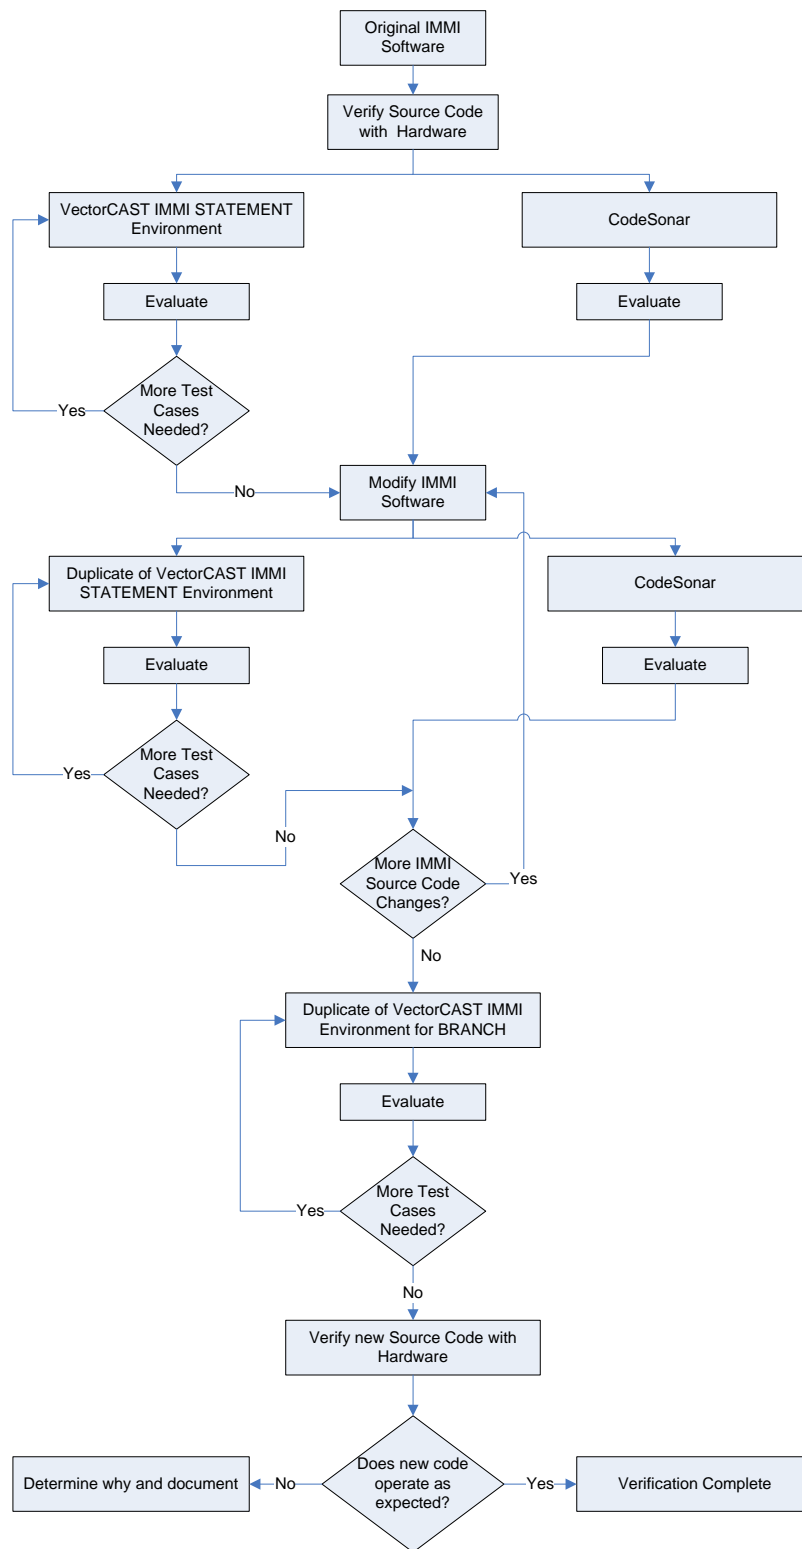 Original IMMI
Software
Verify Source Code
with Hardware
VectorCAST IMMI STATEMENT
Environment
CodeSonar
Evaluate
Evaluate
More Test
Cases
Needed?
Yes
No
Modify IMMI
Software
Duplicate of VectorCAST IMMI
STATEMENT Environment
CodeSonar
Evaluate
Evaluate
More Test
Cases
Needed?
Yes
No
More IMMI
Source Code
Changes?
Yes
No
Duplicate of VectorCAST IMMI
Environment for BRANCH
Evaluate
More Test
Cases
Needed?
Yes
No
Verify new Source Code with
Hardware
Does new code
operate as
expected?
No
Determine why and document
Yes
Verification Complete